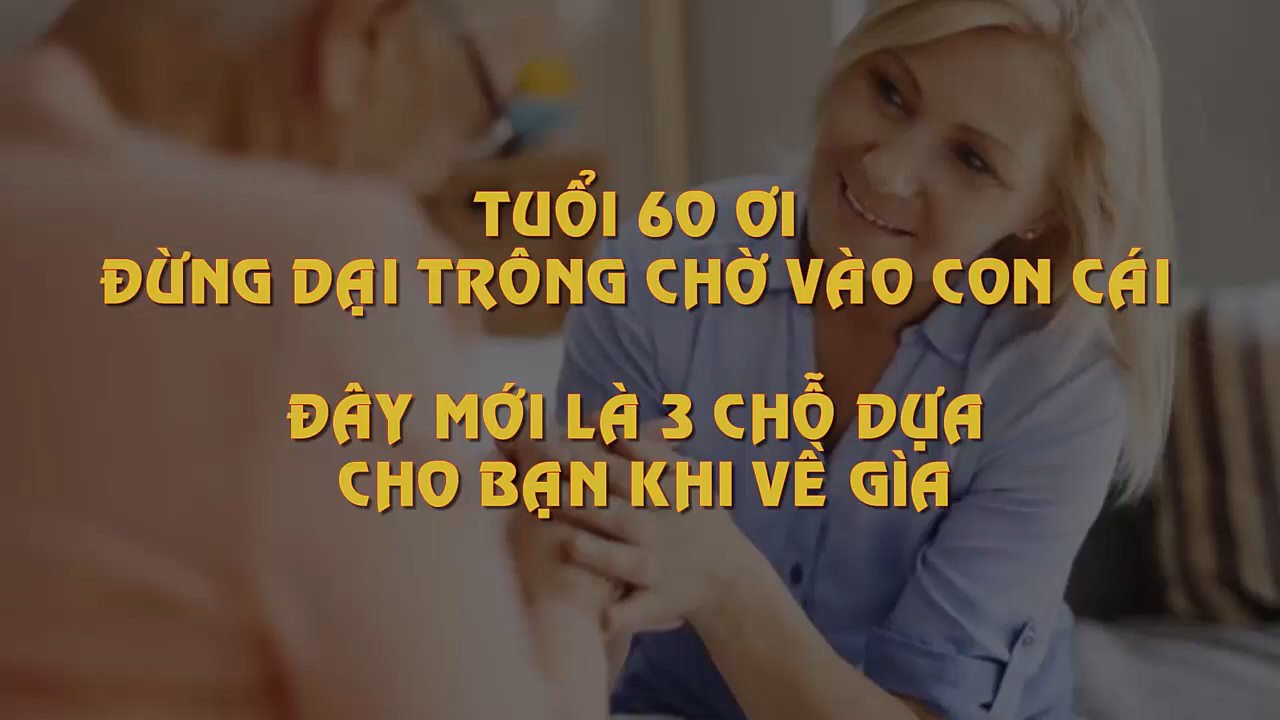 TUỔI 60 ƠI
ĐỪNG DẠI TRÔNG CHỜ VÀO CON CÁI
ĐÂY MỚI LÀ 3 CHỖ DỰA
CHO BẠN KHI VỀ GÌA